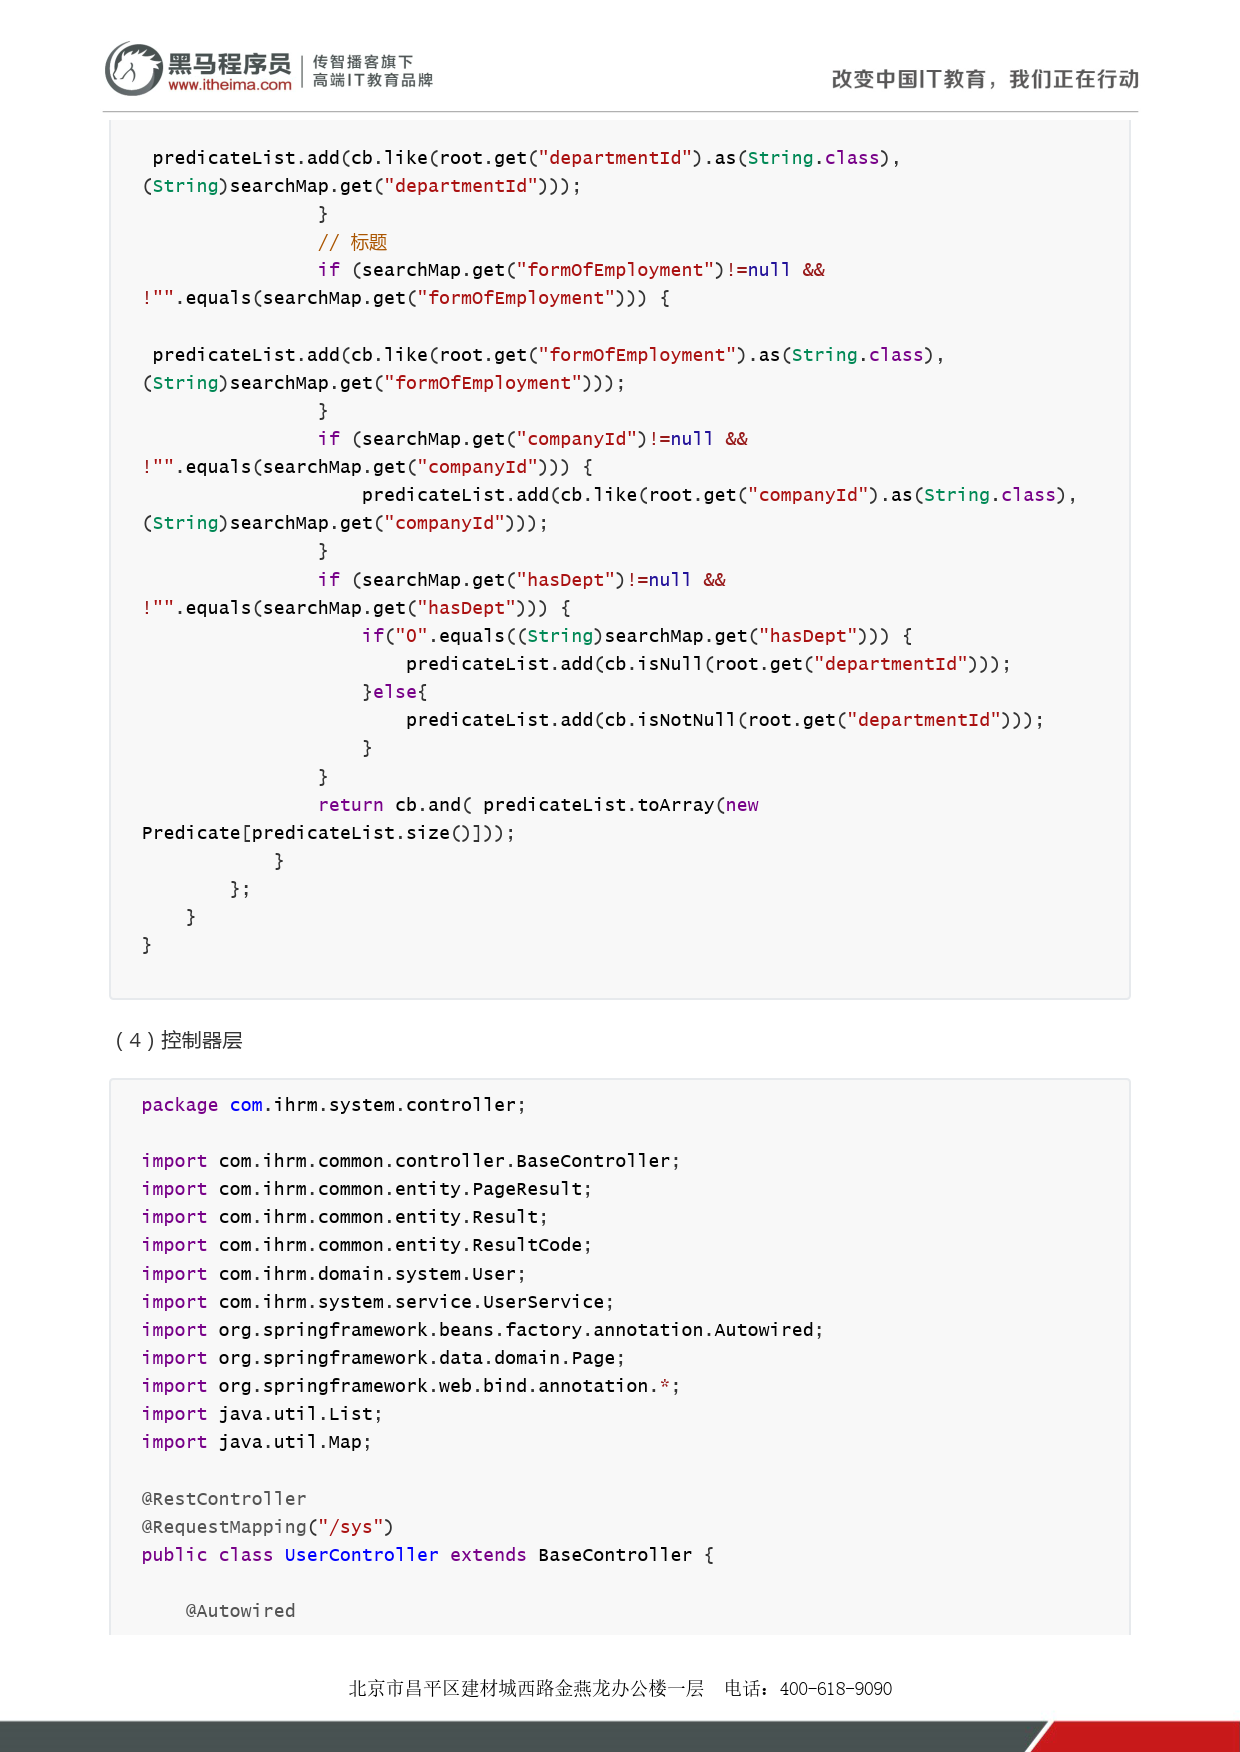 黑马程序员
www.itheima.com
传智播客旗下
高端IT教育品牌
改变中国IT教育，我们正在行动
predicateList.add(cb.like(root.get("departmentId").as(String.class),
(String)searchMap.get("departmentId")));
}
// 标题
if (searchMap.get("formOfEmployment")!=null &&
!"".equals(searchMap.get("formOfEmployment"))) {
predicateList.add(cb.like(root.get("formOfEmployment").as(String.class),
(String)searchMap.get("formOfEmployment")));
}
if (searchMap.get("companyId")!=null &&
!"".equals(searchMap.get("companyId"))) {
predicateList.add(cb.like(root.get("companyId").as(String.class),
(String)searchMap.get("companyId")));
}
if (searchMap.get("hasDept")!=null &&
!"".equals(searchMap.get("hasDept"))) {
if("0".equals((String)searchMap.get("hasDept"))) {
predicateList.add(cb.isNull(root.get("departmentId")));
}else{
predicateList.add(cb.isNotNull(root.get("departmentId")));
}
}
return cb.and( predicateList.toArray(new
Predicate[predicateList.size()]));
}
};
}
}
（4）控制器层
package com.ihrm.system.controller;
import com.ihrm.common.controller.BaseController;
import com.ihrm.common.entity.PageResult;
import com.ihrm.common.entity.Result;
import com.ihrm.common.entity.ResultCode;
import com.ihrm.domain.system.User;
import com.ihrm.system.service.UserService;
import org.springframework.beans.factory.annotation.Autowired;
import org.springframework.data.domain.Page;
import org.springframework.web.bind.annotation.*;
import java.util.List;
import java.util.Map;
@RestController
@RequestMapping("/sys")
public class UserController extends BaseController {
@Autowired
北京市昌平区建材城西路金燕龙办公楼一层 电话：400-618-9090